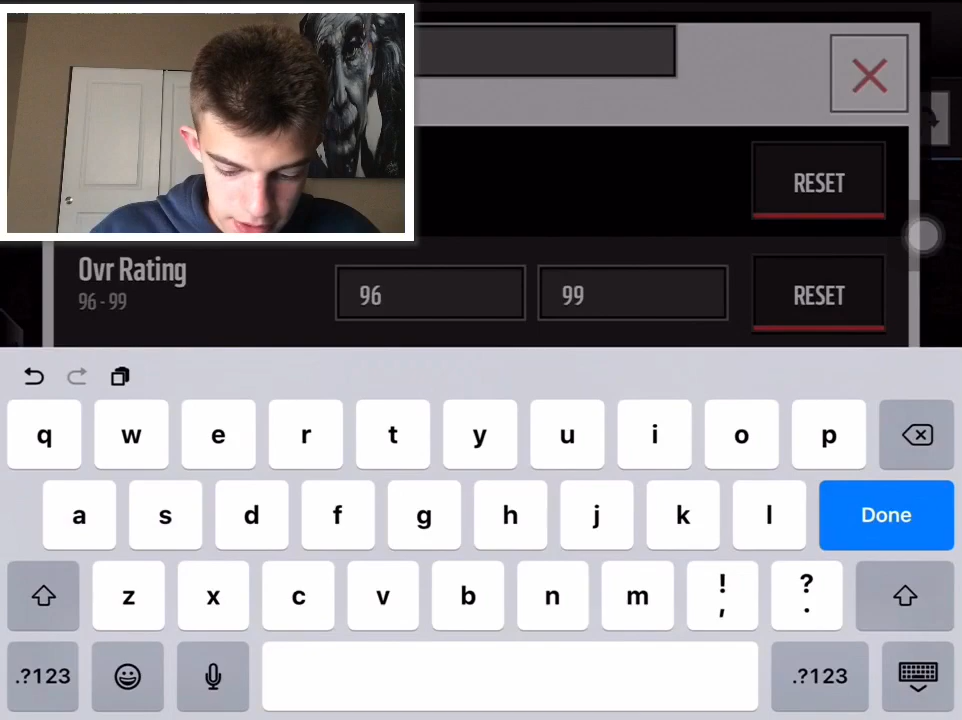 RESET
Ovr Rating
96 - 99
96
99
RESET
q w e r t y u i o p
a s d f g h j k l Done
z x c v b n m ! , ? .
.?123 .?123